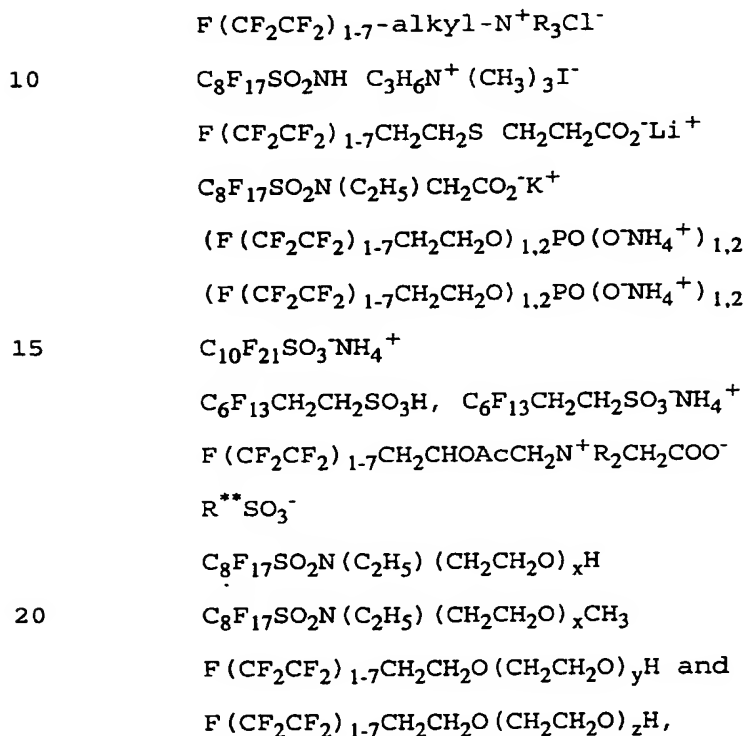 F(CF₂CF₂)₁₋₇-alkyl-N⁺R₃Cl⁻
10 C₈F₁₇SO₂NH C₃H₆N⁺(CH₃)₃I⁻
F(CF₂CF₂)₁₋₇CH₂CH₂S CH₂CH₂CO₂⁻Li⁺
C₈F₁₇SO₂N(C₂H₅)CH₂CO₂⁻K⁺
(F(CF₂CF₂)₁₋₇CH₂CH₂O)₁,₂PO(O⁻NH₄⁺)₁,₂
(F(CF₂CF₂)₁₋₇CH₂CH₂O)₁,₂PO(O⁻NH₄⁺)₁,₂
15 C₁₀F₂₁SO₃⁻NH₄⁺
C₆F₁₃CH₂CH₂SO₃H, C₆F₁₃CH₂CH₂SO₃⁻NH₄⁺
F(CF₂CF₂)₁₋₇CH₂CHOAcCH₂N⁺R₂CH₂COO⁻
R**SO₃⁻
C₈F₁₇SO₂N(C₂H₅)(CH₂CH₂O)ₓH
20 C₈F₁₇SO₂N(C₂H₅)(CH₂CH₂O)ₓCH₃
F(CF₂CF₂)₁₋₇CH₂CH₂O(CH₂CH₂O)yH and
F(CF₂CF₂)₁₋₇CH₂CH₂O(CH₂CH₂O)zH,